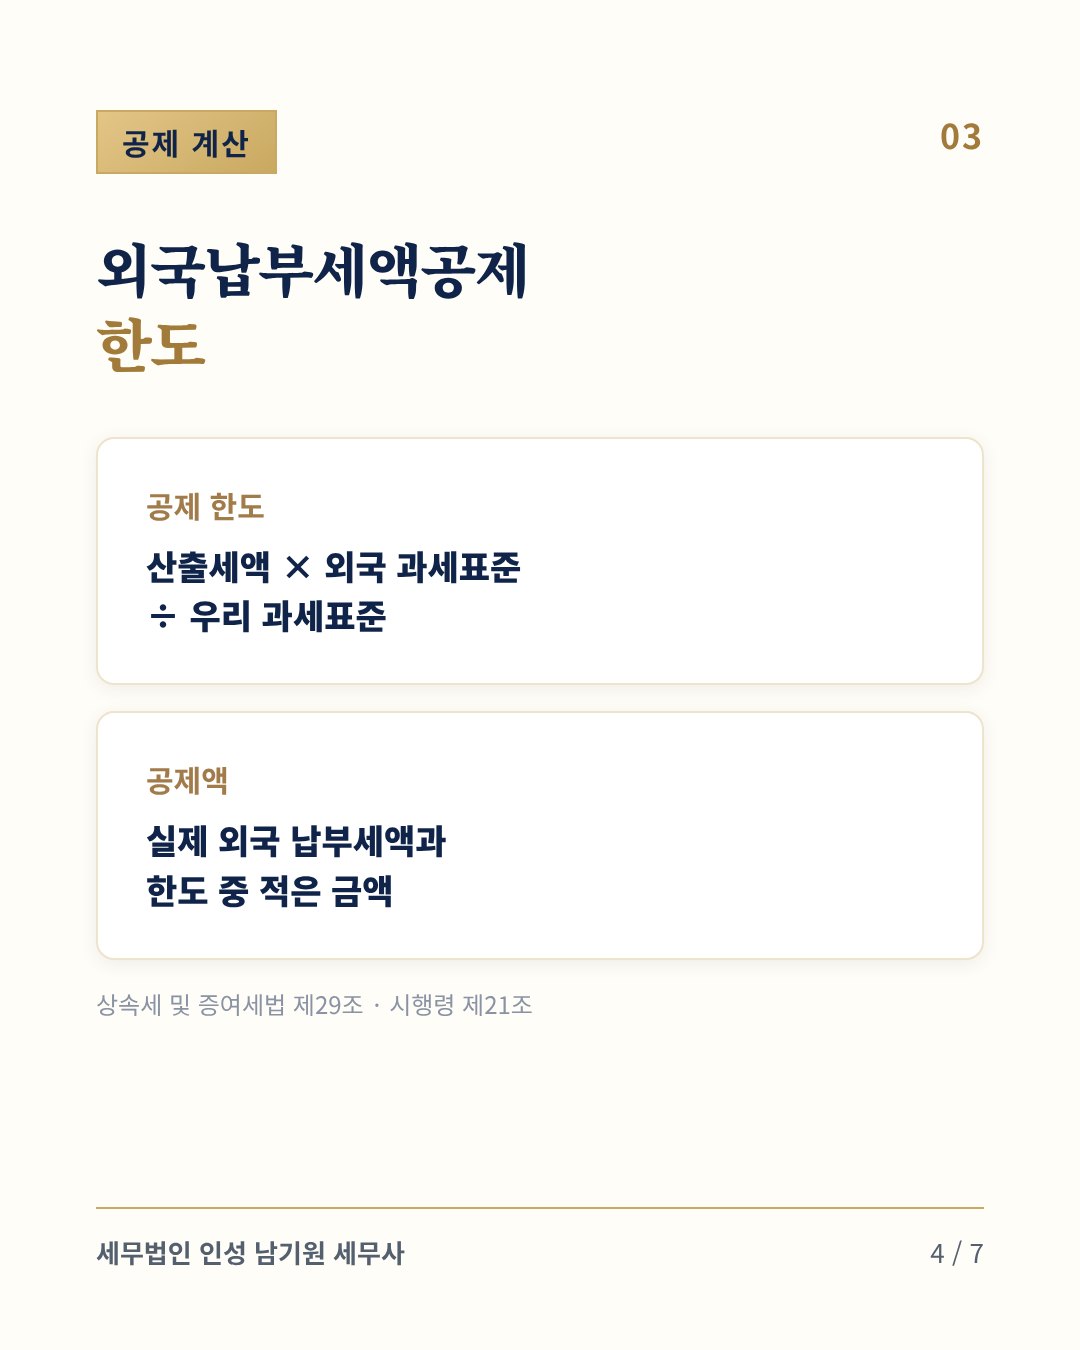 공제 계산
03
외국납부세액공제
한도
공제 한도
산출세액 × 외국 과세표준
÷ 우리 과세표준
공제액
실제 외국 납부세액과
한도 중 적은 금액
상속세 및 증여세법 제29조 · 시행령 제21조
세무법인 인성 남기원 세무사
4 / 7